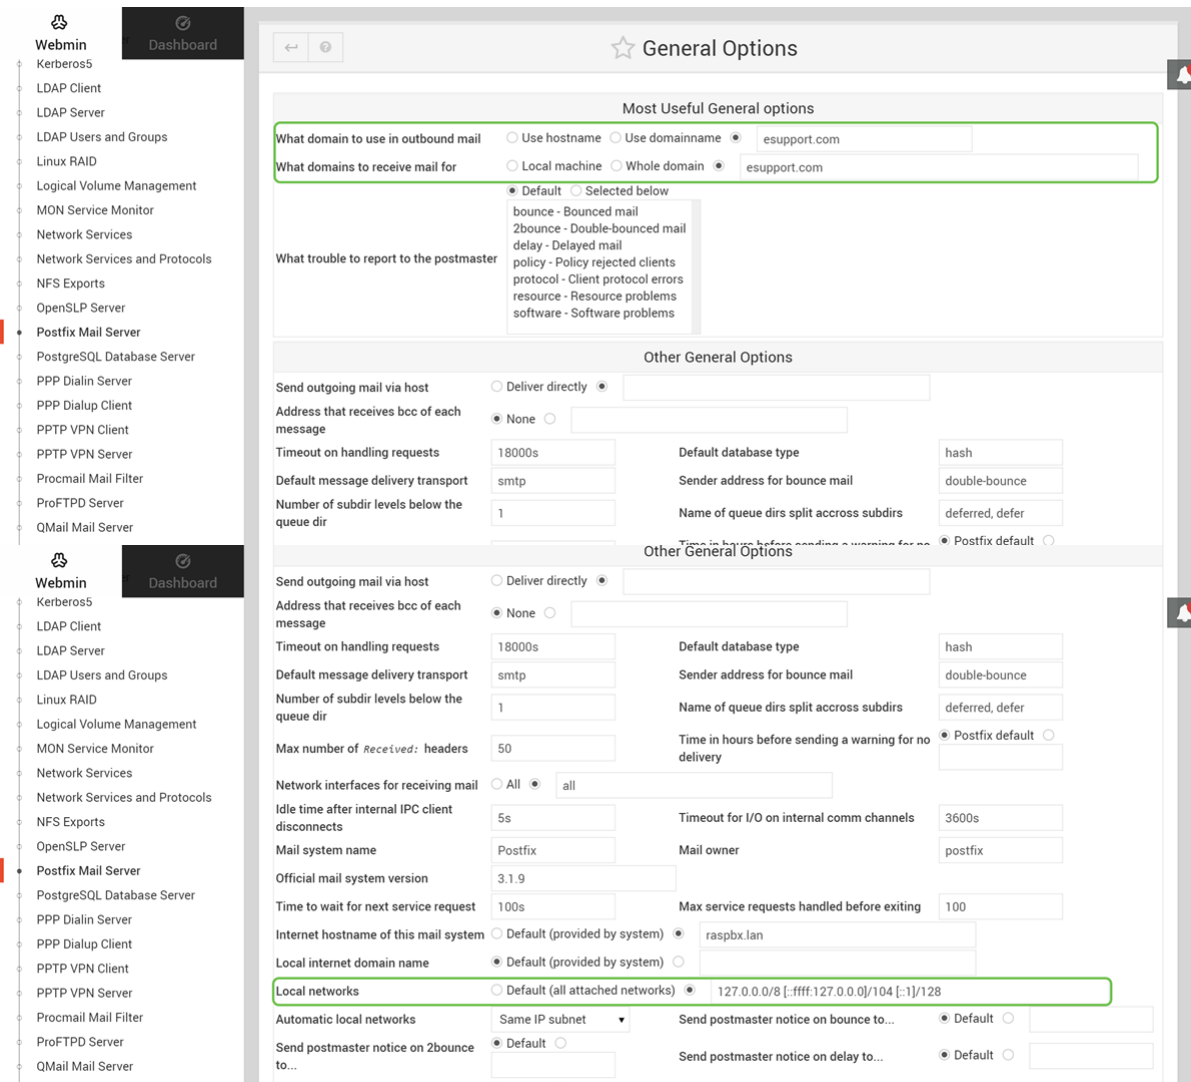 Webmin
Dashboard
Kerberos5
LDAP Client
LDAP Server
LDAP Users and Groups
Linux RAID
Logical Volume Management
MON Service Monitor
Network Services
Network Services and Protocols
NFS Exports
OpenSLP Server
Postfix Mail Server
PostgreSQL Database Server
PPP Dialin Server
PPP Dialup Client
PPTP VPN Client
PPTP VPN Server
Procmail Mail Filter
ProFTPD Server
QMail Mail Server
General Options
Most Useful General options
What domain to use in outbound mail Use hostname Use domainname esupport.com
What domains to receive mail for Local machine Whole domain esupport.com
Default Selected below
What trouble to report to the postmaster
bounce - Bounced mail
2bounce - Double-bounced mail
delay - Delayed mail
policy - Policy rejected clients
protocol - Client protocol errors
resource - Resource problems
software - Software problems
Other General Options
Send outgoing mail via host Deliver directly
Address that receives bcc of each
message
None
Timeout on handling requests 18000s Default database type hash
Default message delivery transport smtp Sender address for bounce mail double-bounce
Number of subdir levels below the
queue dir
1 Name of queue dirs split accross subdirs deferred, defer
Time in hours before sending a warning for no Postfix default
Webmin
Dashboard
Kerberos5
LDAP Client
LDAP Server
LDAP Users and Groups
Linux RAID
Logical Volume Management
MON Service Monitor
Network Services
Network Services and Protocols
NFS Exports
OpenSLP Server
Postfix Mail Server
PostgreSQL Database Server
PPP Dialin Server
PPP Dialup Client
PPTP VPN Client
PPTP VPN Server
Procmail Mail Filter
ProFTPD Server
QMail Mail Server
Other General Options
Send outgoing mail via host Deliver directly
Address that receives bcc of each
message
None
Timeout on handling requests 18000s Default database type hash
Default message delivery transport smtp Sender address for bounce mail double-bounce
Number of subdir levels below the
queue dir
1 Name of queue dirs split accross subdirs deferred, defer
Max number of Received: headers 50
Time in hours before sending a warning for no
delivery
Postfix default
Network interfaces for receiving mail All all
Idle time after internal IPC client
disconnects
5s Timeout for I/O on internal comm channels 3600s
Mail system name Postfix Mail owner postfix
Official mail system version 3.1.9
Time to wait for next service request 100s Max service requests handled before exiting 100
Internet hostname of this mail system Default (provided by system) raspbx.lan
Local internet domain name Default (provided by system)
Local networks Default (all attached networks) 127.0.0.0/8 [::ffff:127.0.0.0]/104 [::1]/128
Automatic local networks Same IP subnet Send postmaster notice on bounce to... Default
Send postmaster notice on 2bounce
to...
Default
Send postmaster notice on delay to... Default